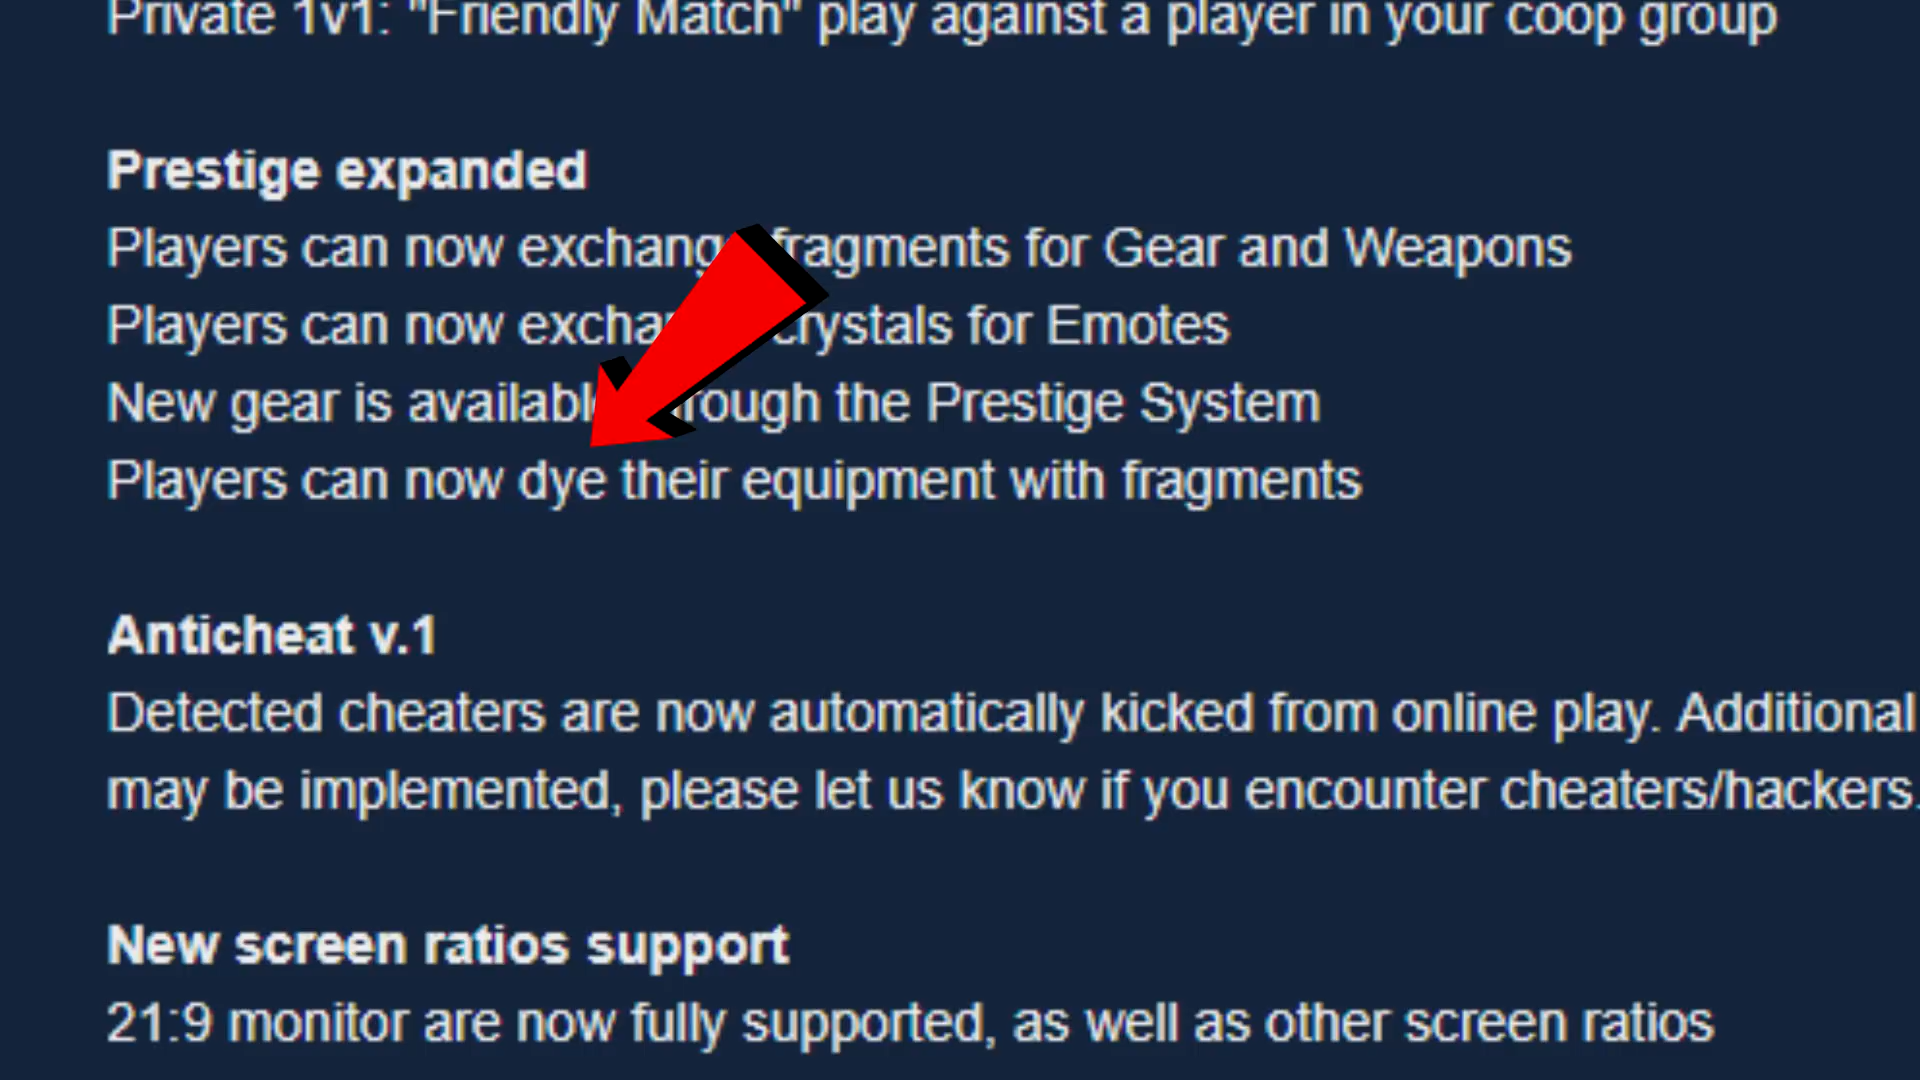 Private 1v1: "Friendly Match" play against a player in your coop group
Prestige expanded
Players can now exchange fragments for Gear and Weapons
Players can now crystals for Emotes
New gear is available through the Prestige System
Players can now dye their equipment with fragments
Anticheat v.1
Detected cheaters are now automatically kicked from online play. Additional
may be implemented, please let us know if you encounter cheaters/hackers.
New screen ratios support
21:9 monitor are now fully supported, as well as other screen ratios